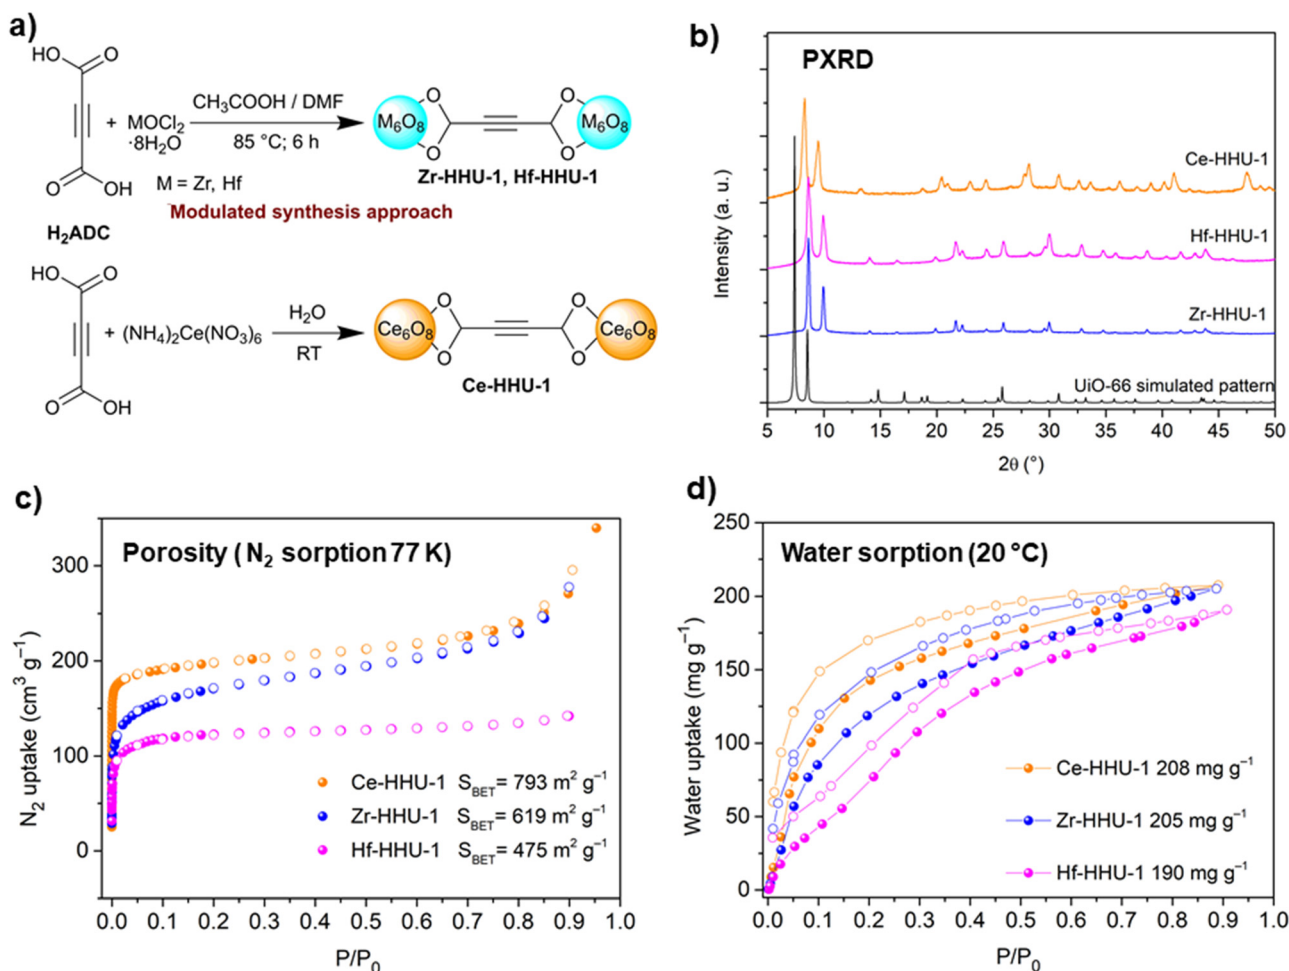 a)
HO
O
O
OH
H₂ADC
+ MOCl₂
·8H₂O
CH₃COOH / DMF
85 °C; 6 h
M = Zr, Hf
Modulated synthesis approach
M₆O₈
O
O
O
O
M₆O₈
Zr-HHU-1, Hf-HHU-1
HO
O
O
OH
+ (NH₄)₂Ce(NO₃)₆
H₂O
RT
Ce₆O₈
O
O
O
O
Ce₆O₈
Ce-HHU-1
b)
PXRD
Intensity (a. u.)
Ce-HHU-1
Hf-HHU-1
Zr-HHU-1
UiO-66 simulated pattern
5 10 15 20 25 30 35 40 45 50
2θ (°)
c)
Porosity ( N₂ sorption 77 K)
N₂ uptake (cm³ g⁻¹)
300
200
100
0
Ce-HHU-1 S_BET = 793 m² g⁻¹
Zr-HHU-1 S_BET = 619 m² g⁻¹
Hf-HHU-1 S_BET = 475 m² g⁻¹
0.0 0.1 0.2 0.3 0.4 0.5 0.6 0.7 0.8 0.9 1.0
P/P₀
d)
Water sorption (20 °C)
Water uptake (mg g⁻¹)
250
200
150
100
50
0
Ce-HHU-1 208 mg g⁻¹
Zr-HHU-1 205 mg g⁻¹
Hf-HHU-1 190 mg g⁻¹
0.0 0.1 0.2 0.3 0.4 0.5 0.6 0.7 0.8 0.9 1.0
P/P₀